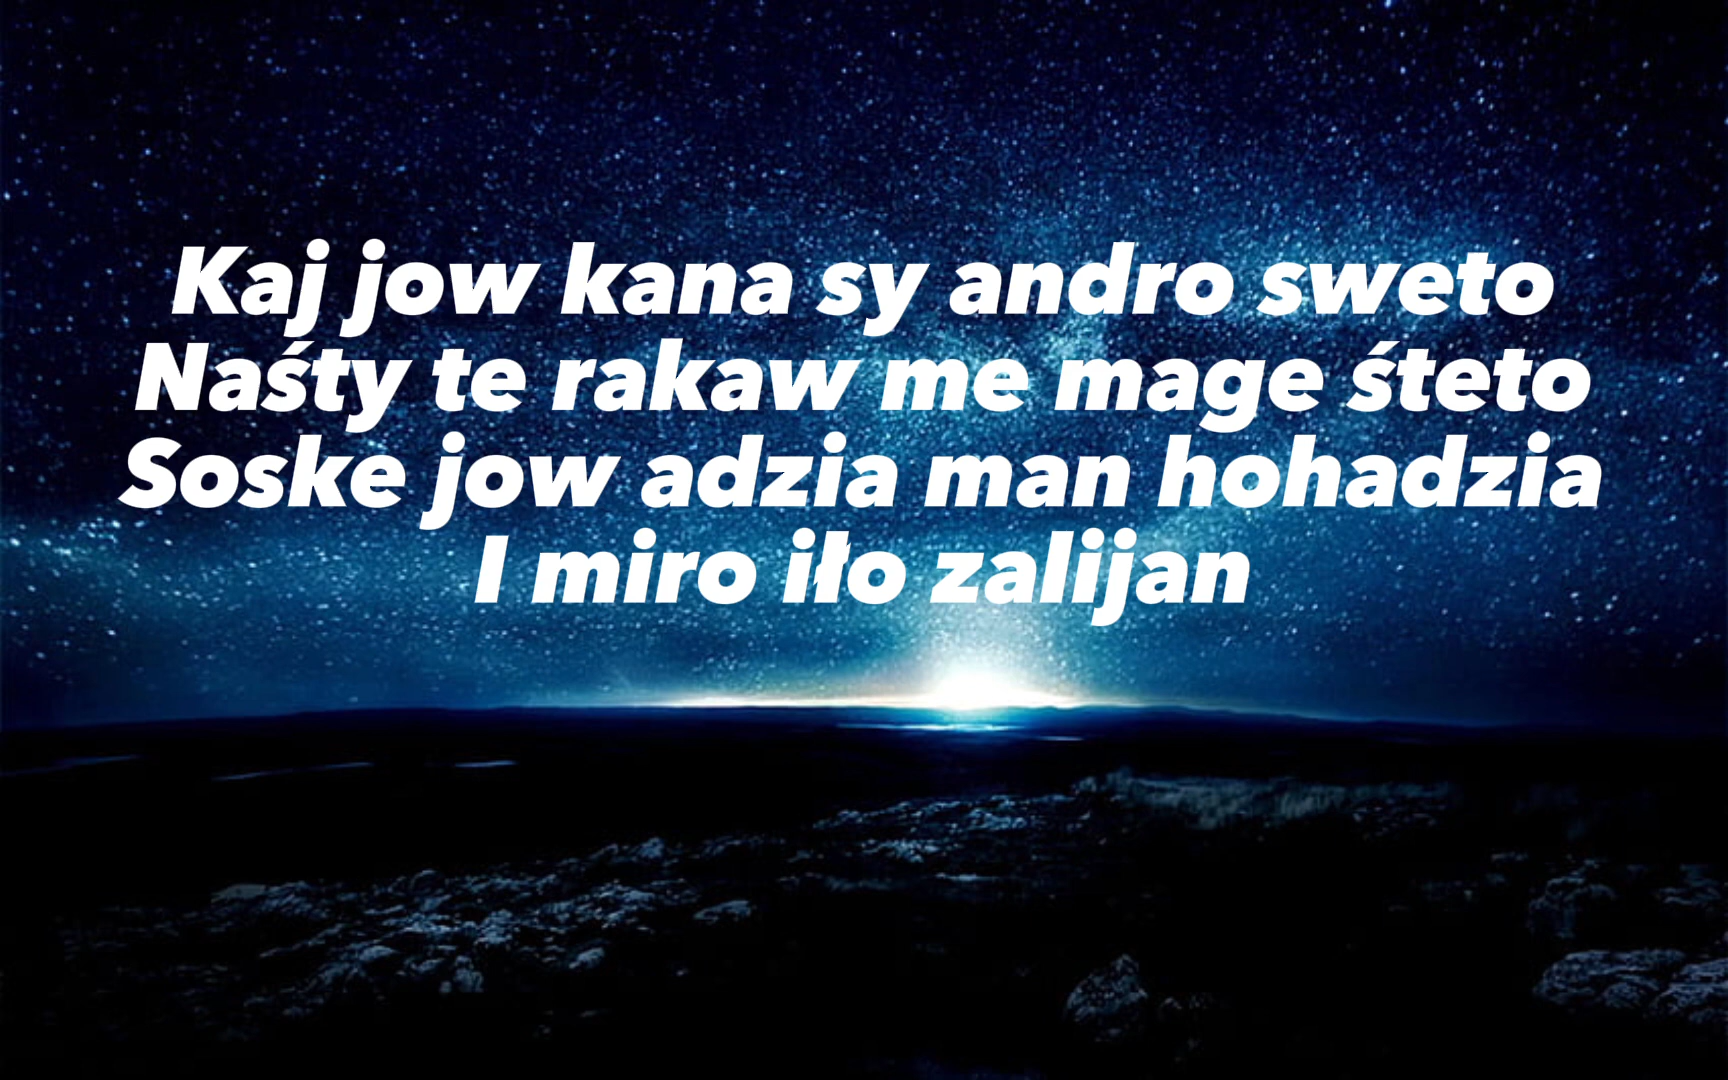 Kaj jow kana sy andro sweto
Naśty te rakaw me mage śteto
Soske jow adzia man hohadzia
I miro iło zalijan